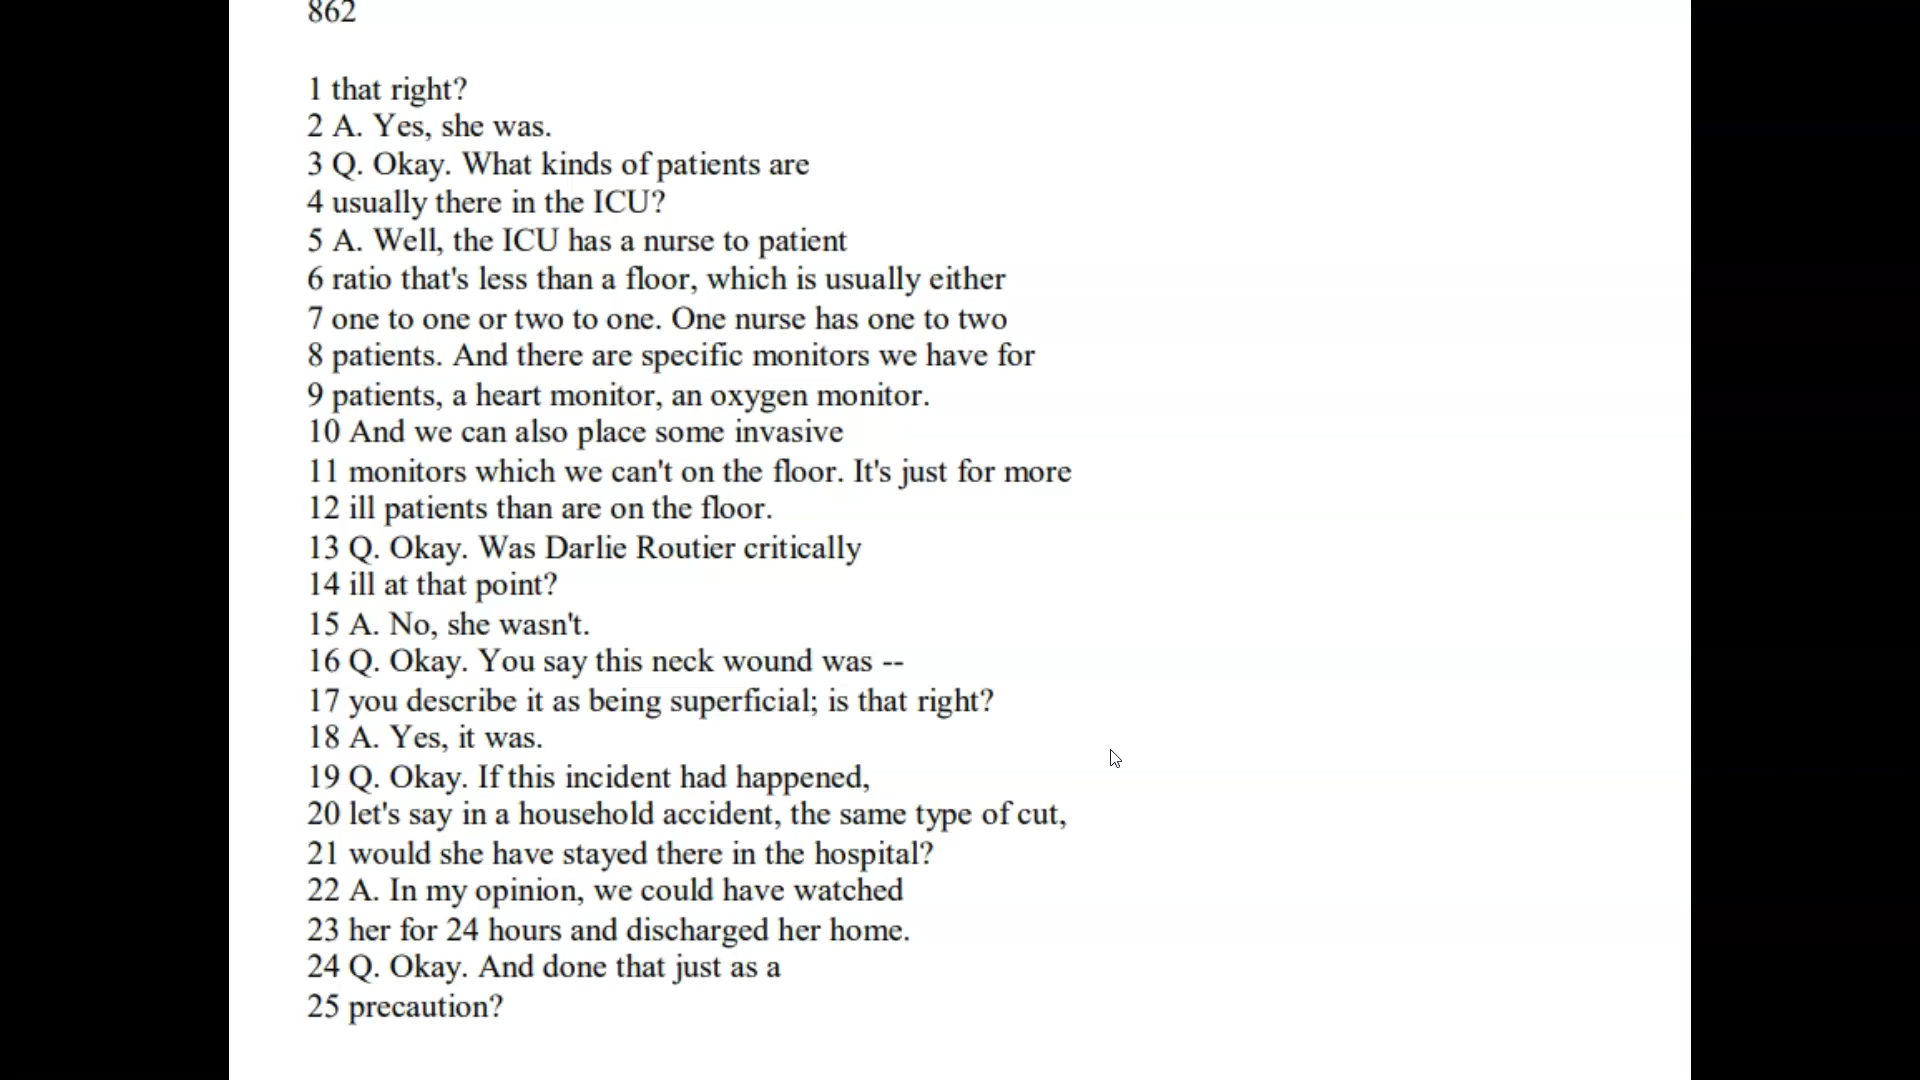 862
1 that right?
2 A. Yes, she was.
3 Q. Okay. What kinds of patients are
4 usually there in the ICU?
5 A. Well, the ICU has a nurse to patient
6 ratio that's less than a floor, which is usually either
7 one to one or two to one. One nurse has one to two
8 patients. And there are specific monitors we have for
9 patients, a heart monitor, an oxygen monitor.
10 And we can also place some invasive
11 monitors which we can't on the floor. It's just for more
12 ill patients than are on the floor.
13 Q. Okay. Was Darlie Routier critically
14 ill at that point?
15 A. No, she wasn't.
16 Q. Okay. You say this neck wound was --
17 you describe it as being superficial; is that right?
18 A. Yes, it was.
19 Q. Okay. If this incident had happened,
20 let's say in a household accident, the same type of cut,
21 would she have stayed there in the hospital?
22 A. In my opinion, we could have watched
23 her for 24 hours and discharged her home.
24 Q. Okay. And done that just as a
25 precaution?